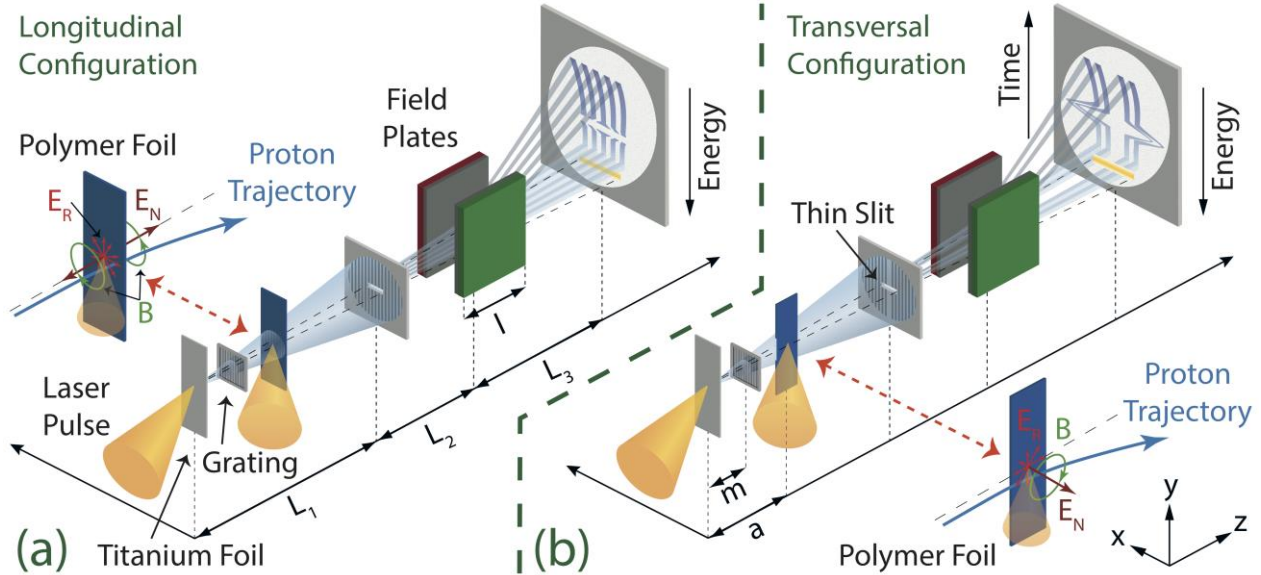 Longitudinal
Configuration
Field
Plates
Energy
Polymer Foil
Proton
Trajectory
E_R
E_N
B
l
Laser
Pulse
Grating
L_1
L_2
L_3
Titanium Foil
(a)
Transversal
Configuration
Time
Energy
Thin Slit
Proton
Trajectory
E_R
B
E_N
m
a
Polymer Foil
(b)
y
x
z